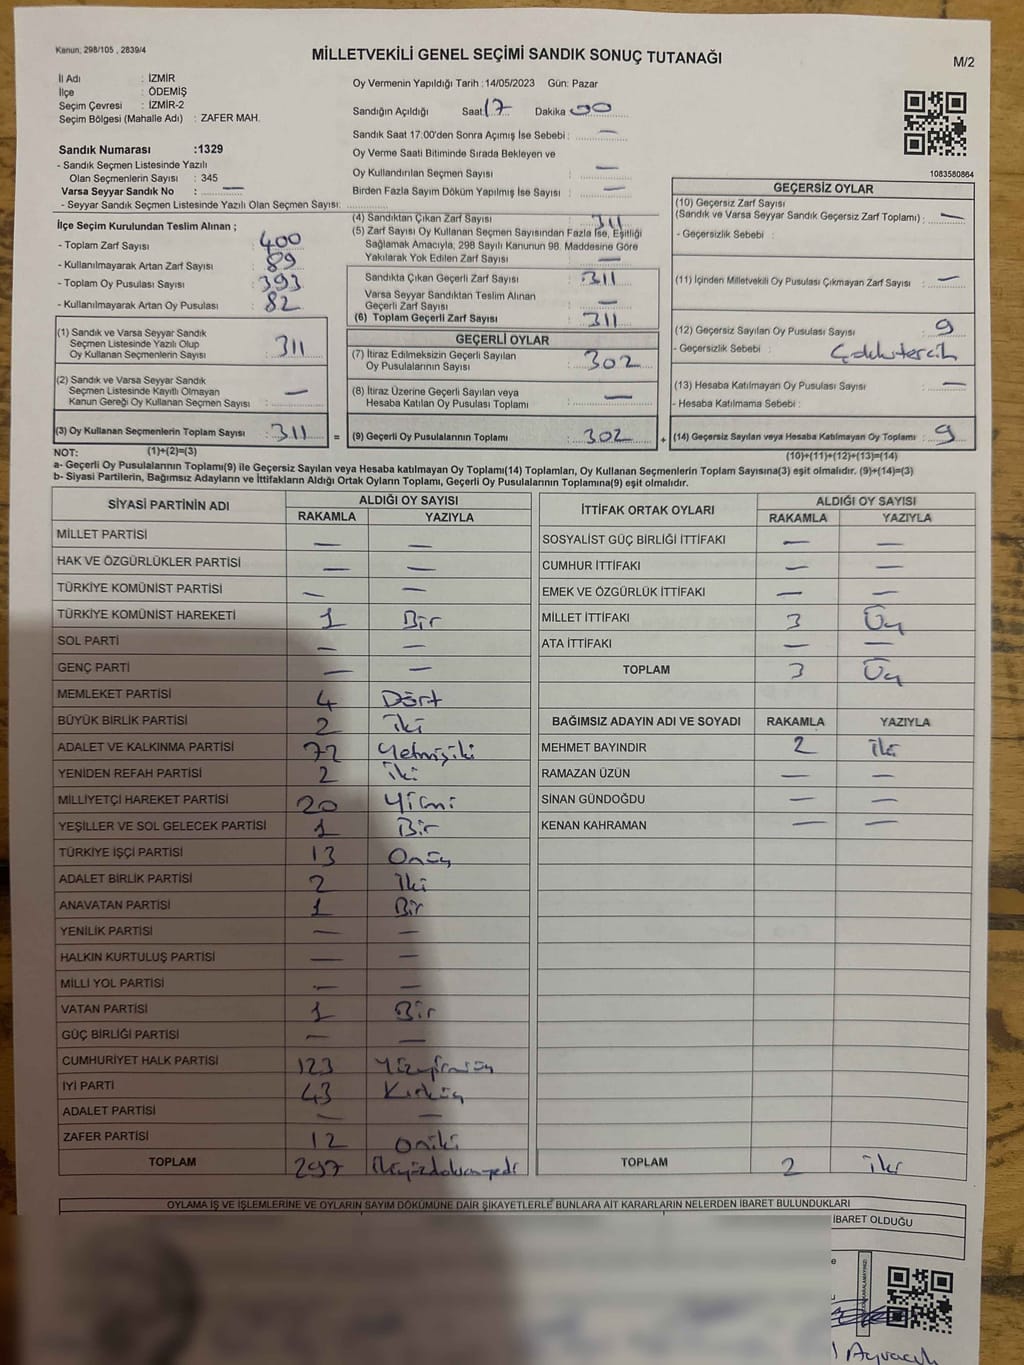 Kanun; 298/105 , 2839/4
MİLLETVEKİLİ GENEL SEÇİMİ SANDIK SONUÇ TUTANAĞI
M/2
İl Adı : İZMİR
İlçe : ÖDEMİŞ
Seçim Çevresi : İZMİR-2
Seçim Bölgesi (Mahalle Adı) : ZAFER MAH.
Oy Vermenin Yapıldığı Tarih :14/05/2023 Gün: Pazar
Sandığın Açıldığı Saat 17 Dakika 00
Sandık Saat 17:00'den Sonra Açımış İse Sebebi : —
Oy Verme Saati Bitiminde Sırada Bekleyen ve
Oy Kullandırılan Seçmen Sayısı : —
Birden Fazla Sayım Döküm Yapılmış İse Sayısı : —
Sandık Numarası :1329
- Sandık Seçmen Listesinde Yazılı
Olan Seçmenlerin Sayısı : 345
Varsa Seyyar Sandık No : —
- Seyyar Sandık Seçmen Listesinde Yazılı Olan Seçmen Sayısı:
1083580864
İlçe Seçim Kurulundan Teslim Alınan ;
- Toplam Zarf Sayısı : 400
- Kullanılmayarak Artan Zarf Sayısı : 89
- Toplam Oy Pusulası Sayısı : 393
- Kullanılmayarak Artan Oy Pusulası : 82
(1) Sandık ve Varsa Seyyar Sandık
Seçmen Listesinde Yazılı Olup
Oy Kullanan Seçmenlerin Sayısı : 311
(2) Sandık ve Varsa Seyyar Sandık
Seçmen Listesinde Kayıtlı Olmayan
Kanun Gereği Oy Kullanan Seçmen Sayısı : —
(3) Oy Kullanan Seçmenlerin Toplam Sayısı : 311
(4) Sandıktan Çıkan Zarf Sayısı : 311
(5) Zarf Sayısı Oy Kullanan Seçmen Sayısından Fazla İse, Eşitliği
Sağlamak Amacıyla, 298 Sayılı Kanunun 98. Maddesine Göre
Yakılarak Yok Edilen Zarf Sayısı : —
Sandıkta Çıkan Geçerli Zarf Sayısı : 311
Varsa Seyyar Sandıktan Teslim Alınan
Geçerli Zarf Sayısı : —
(6) Toplam Geçerli Zarf Sayısı : 311
GEÇERLİ OYLAR
(7) İtiraz Edilmeksizin Geçerli Sayılan
Oy Pusulalarının Sayısı : 302
(8) İtiraz Üzerine Geçerli Sayılan veya
Hesaba Katılan Oy Pusulası Toplamı : —
= (9) Geçerli Oy Pusulalarının Toplamı : 302
GEÇERSİZ OYLAR
(10) Geçersiz Zarf Sayısı
(Sandık ve Varsa Seyyar Sandık Geçersiz Zarf Toplamı) : —
- Geçersizlik Sebebi :
(11) İçinden Milletvekili Oy Pusulası Çıkmayan Zarf Sayısı : —
(12) Geçersiz Sayılan Oy Pusulası Sayısı : 9
- Geçersizlik Sebebi :
(13) Hesaba Katılmayan Oy Pusulası Sayısı : —
- Hesaba Katılmama Sebebi :
+ (14) Geçersiz Sayılan veya Hesaba Katılmayan Oy Toplamı : 9
NOT: (1)+(2)=(3)
(10)+(11)+(12)+(13)=(14)
a- Geçerli Oy Pusulalarının Toplamı(9) ile Geçersiz Sayılan veya Hesaba katılmayan Oy Toplamı(14) Toplamları, Oy Kullanan Seçmenlerin Toplam Sayısına(3) eşit olmalıdır. (9)+(14)=(3)
b- Siyasi Partilerin, Bağımsız Adayların ve İttifakların Aldığı Ortak Oyların Toplamı, Geçerli Oy Pusulalarının Toplamına(9) eşit olmalıdır.
SİYASİ PARTİNİN ADI ALDIĞI OY SAYISI
RAKAMLA YAZIYLA
MİLLET PARTİSİ — —
HAK VE ÖZGÜRLÜKLER PARTİSİ — —
TÜRKİYE KOMÜNİST PARTİSİ — —
TÜRKİYE KOMÜNİST HAREKETİ 1 Bir
SOL PARTİ — —
GENÇ PARTİ — —
MEMLEKET PARTİSİ 4 Dört
BÜYÜK BİRLİK PARTİSİ 2 iki
ADALET VE KALKINMA PARTİSİ 72 Yetmişiki
YENİDEN REFAH PARTİSİ 2 iki
MİLLİYETÇİ HAREKET PARTİSİ 20 Yirmi
YEŞİLLER VE SOL GELECEK PARTİSİ 1 Bir
TÜRKİYE İŞÇİ PARTİSİ 13 Onüç
ADALET BİRLİK PARTİSİ 2 İki
ANAVATAN PARTİSİ 1 Bir
YENİLİK PARTİSİ — —
HALKIN KURTULUŞ PARTİSİ — —
MİLLİ YOL PARTİSİ — —
VATAN PARTİSİ 1 Bir
GÜÇ BİRLİĞİ PARTİSİ — —
CUMHURİYET HALK PARTİSİ 123 Yüzyirmiüç
İYİ PARTİ 43 Kırküç
ADALET PARTİSİ — —
ZAFER PARTİSİ 12 oniki
TOPLAM 297 İkiyüzdoksanyedi
İTTİFAK ORTAK OYLARI ALDIĞI OY SAYISI
RAKAMLA YAZIYLA
SOSYALİST GÜÇ BİRLİĞİ İTTİFAKI — —
CUMHUR İTTİFAKI — —
EMEK VE ÖZGÜRLÜK İTTİFAKI — —
MİLLET İTTİFAKI 3 Üç
ATA İTTİFAKI — —
TOPLAM 3 Üç
BAĞIMSIZ ADAYIN ADI VE SOYADI RAKAMLA YAZIYLA
MEHMET BAYINDIR 2 İki
RAMAZAN ÜZÜN — —
SİNAN GÜNDOĞDU — —
KENAN KAHRAMAN — —
TOPLAM 2 İki
OYLAMA İŞ VE İŞLEMLERİNE VE OYLARIN SAYIM DÖKÜMÜNE DAİR ŞİKAYETLERLE BUNLARA AİT KARARLARIN NELERDEN İBARET BULUNDUKLARI
İBARET OLDUĞU